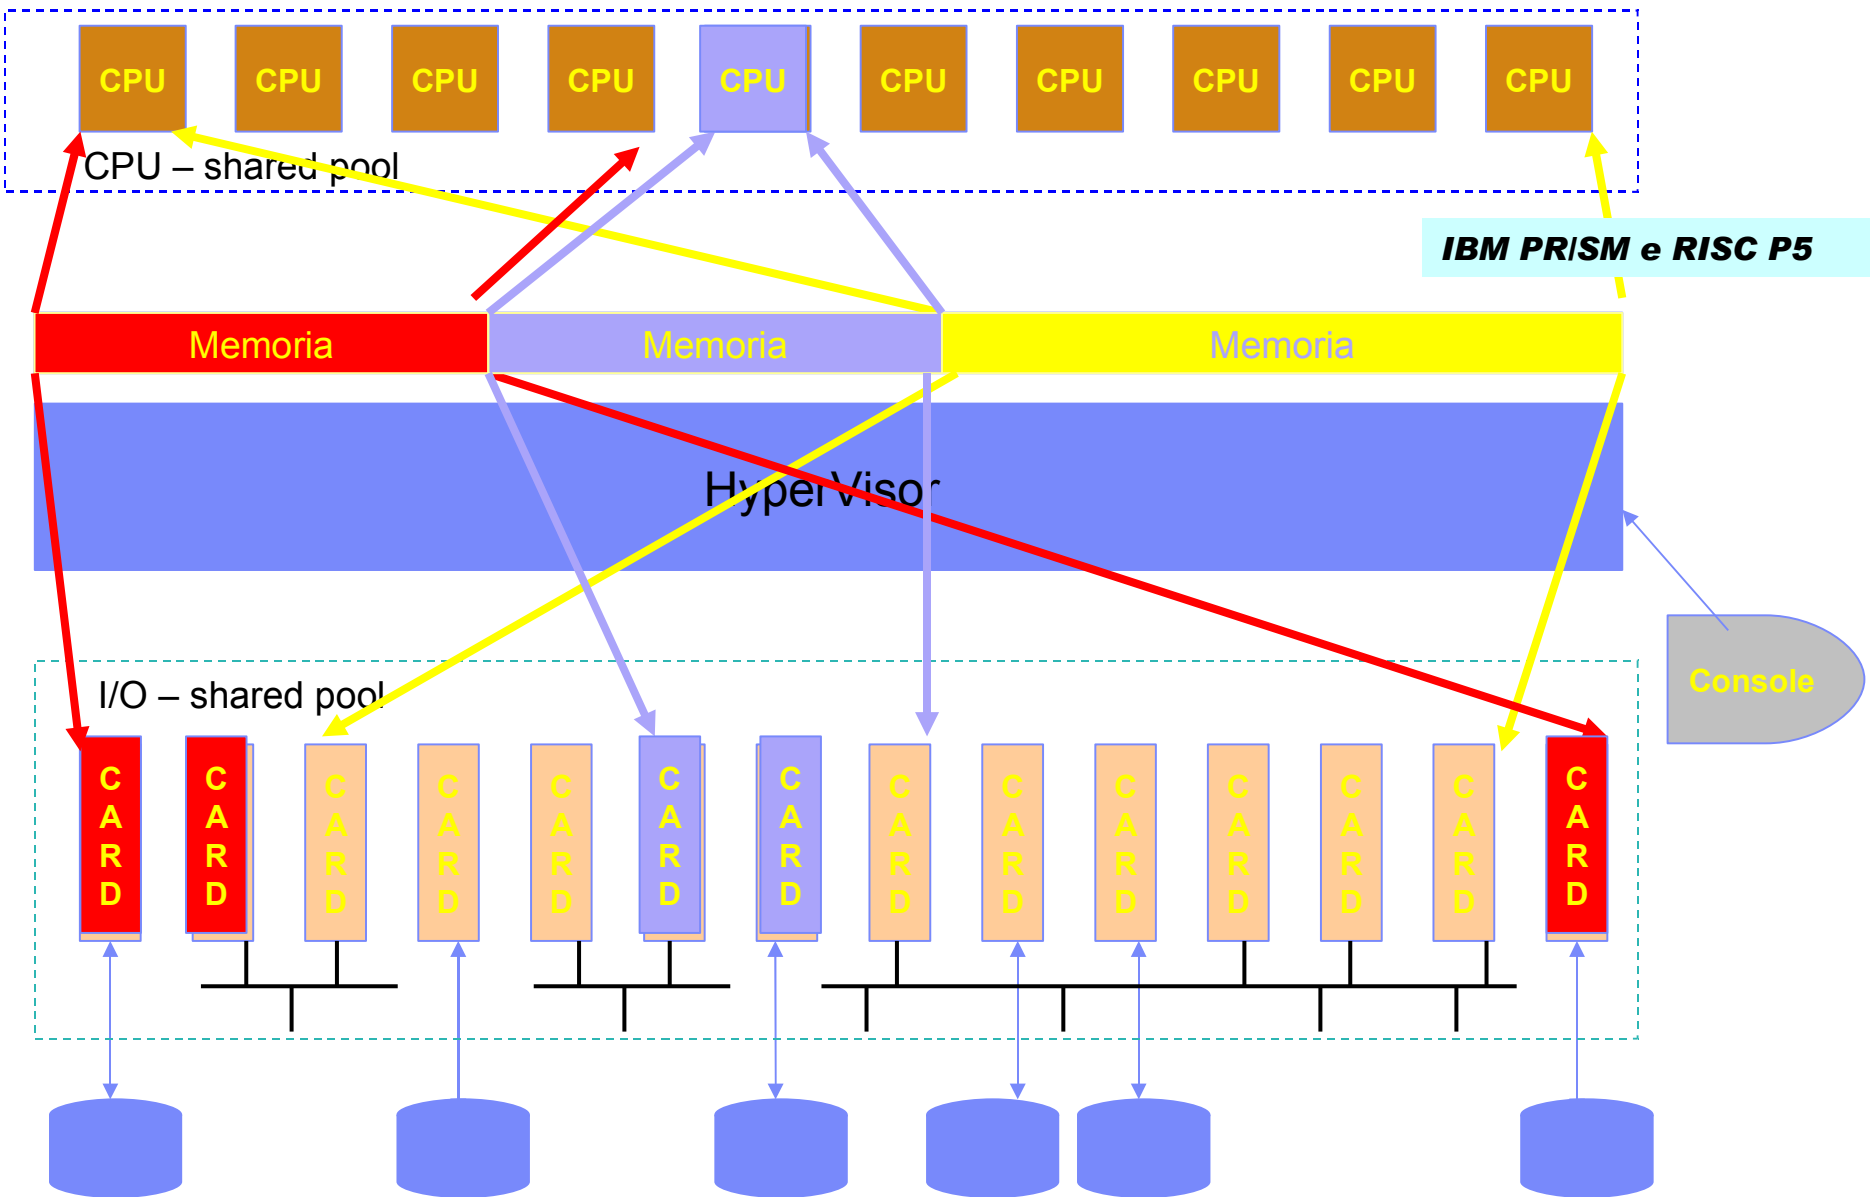 CPU CPU CPU CPU CPU CPU CPU CPU CPU CPU
CPU – shared pool
IBM PR/SM e RISC P5
Memoria Memoria Memoria
HyperVisor
Console
I/O – shared pool
CARD CARD CARD CARD CARD CARD CARD CARD CARD CARD CARD CARD CARD CARD